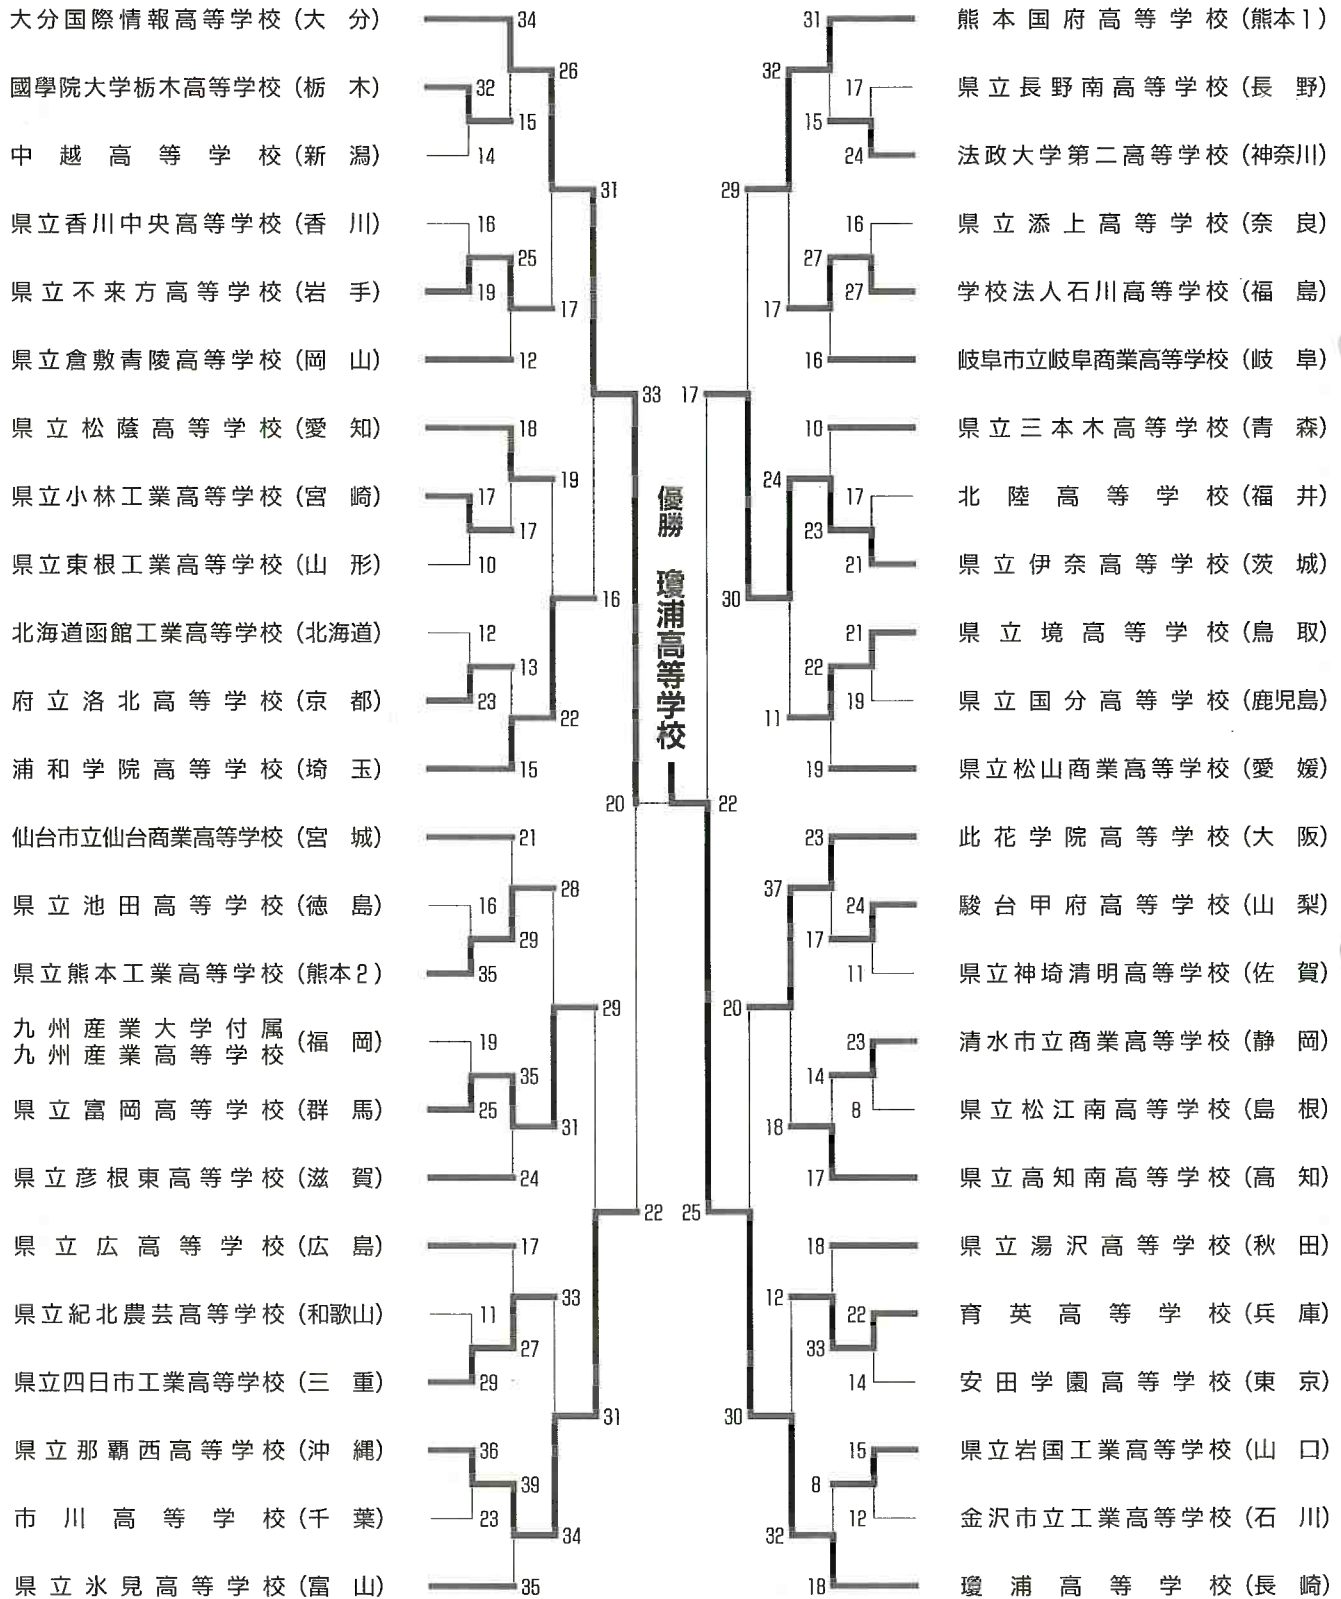 大分国際情報高等学校（大　分）
34
26
國學院大学栃木高等学校（栃　木）
32
15
中越高等学校（新　潟）
14
31
県立香川中央高等学校（香　川）
16
25
県立不来方高等学校（岩　手）
19
17
県立倉敷青陵高等学校（岡　山）
12
33
県立松蔭高等学校（愛　知）
18
19
県立小林工業高等学校（宮　崎）
17
17
県立東根工業高等学校（山　形）
10
16
北海道函館工業高等学校（北海道）
12
13
府立洛北高等学校（京　都）
23
22
浦和学院高等学校（埼　玉）
15
20
仙台市立仙台商業高等学校（宮　城）
21
28
県立池田高等学校（徳　島）
16
29
県立熊本工業高等学校（熊本2）
35
29
九州産業大学付属
九州産業高等学校（福　岡）
19
35
県立富岡高等学校（群　馬）
25
31
県立彦根東高等学校（滋　賀）
24
22
県立広高等学校（広　島）
17
33
県立紀北農芸高等学校（和歌山）
11
27
県立四日市工業高等学校（三　重）
29
31
県立那覇西高等学校（沖　縄）
36
39
市川高等学校（千　葉）
23
34
県立氷見高等学校（富　山）
35
優勝　瓊浦高等学校
31
熊本国府高等学校（熊本1）
32
17
県立長野南高等学校（長　野）
15
24
法政大学第二高等学校（神奈川）
29
16
県立添上高等学校（奈　良）
27
27
学校法人石川高等学校（福　島）
17
16
岐阜市立岐阜商業高等学校（岐　阜）
17
10
県立三本木高等学校（青　森）
24
17
北陸高等学校（福　井）
23
21
県立伊奈高等学校（茨　城）
30
21
県立境高等学校（鳥　取）
22
19
県立国分高等学校（鹿児島）
11
19
県立松山商業高等学校（愛　媛）
22
23
此花学院高等学校（大　阪）
37
24
駿台甲府高等学校（山　梨）
17
11
県立神埼清明高等学校（佐　賀）
20
23
清水市立商業高等学校（静　岡）
14
8
県立松江南高等学校（島　根）
18
17
県立高知南高等学校（高　知）
25
18
県立湯沢高等学校（秋　田）
12
22
育英高等学校（兵　庫）
33
14
安田学園高等学校（東　京）
30
15
県立岩国工業高等学校（山　口）
8
12
金沢市立工業高等学校（石　川）
32
18
瓊浦高等学校（長　崎）